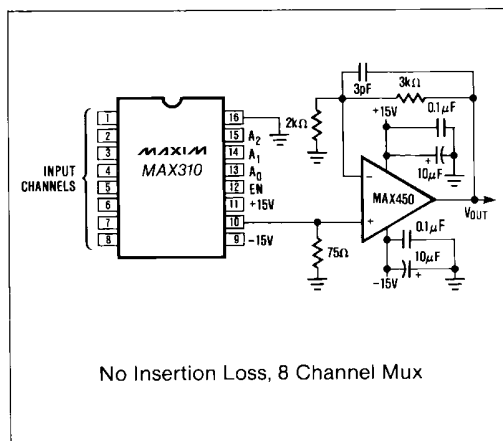 INPUT
CHANNELS
1
2
3
4
5
6
7
8
MAXIM
MAX310
16
15 A2
14 A1
13 A0
12 EN
11 +15V
10
9 -15V
3pF
3kΩ
2kΩ
+15V
0.1μF
10μF
+
-
+
MAX450
VOUT
75Ω
0.1μF
10μF
-15V
+
No Insertion Loss, 8 Channel Mux